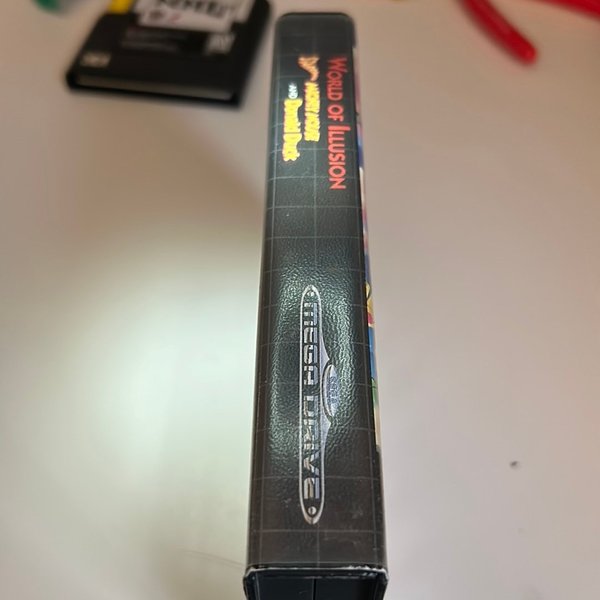 WORLD OF ILLUSION
MICKEY MOUSE
AND Donald Duck
SEGA
MEGA DRIVE